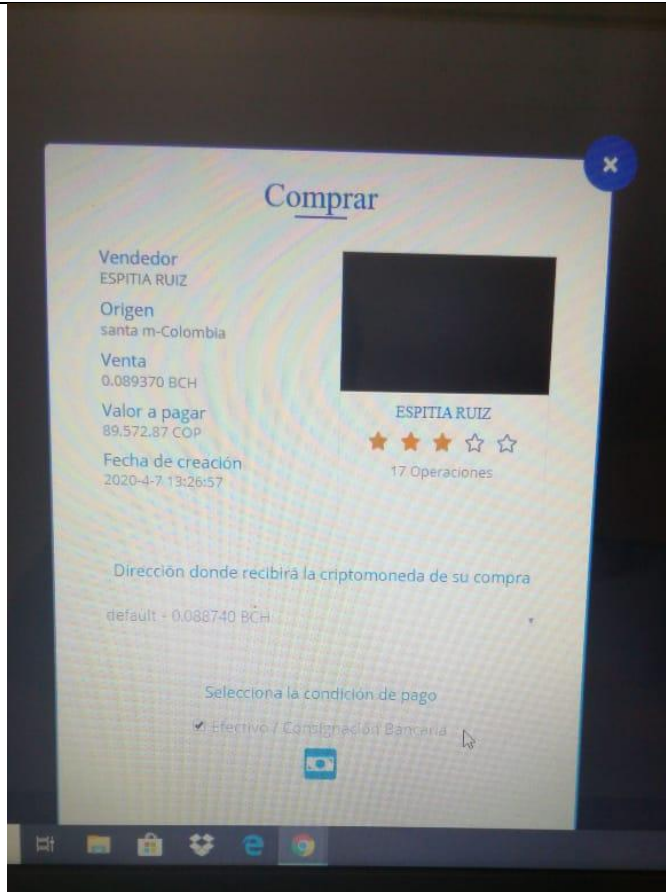 Comprar
Vendedor
ESPITIA RUIZ
Origen
santa m-Colombia
Venta
0.089370 BCH
Valor a pagar
89.572.87 COP
Fecha de creación
2020-4-7 13:26:57
ESPITIA RUIZ
17 Operaciones
Dirección donde recibirá la criptomoneda de su compra
default - 0.088740 BCH
Selecciona la condición de pago
Efectivo / Consignación Bancaria